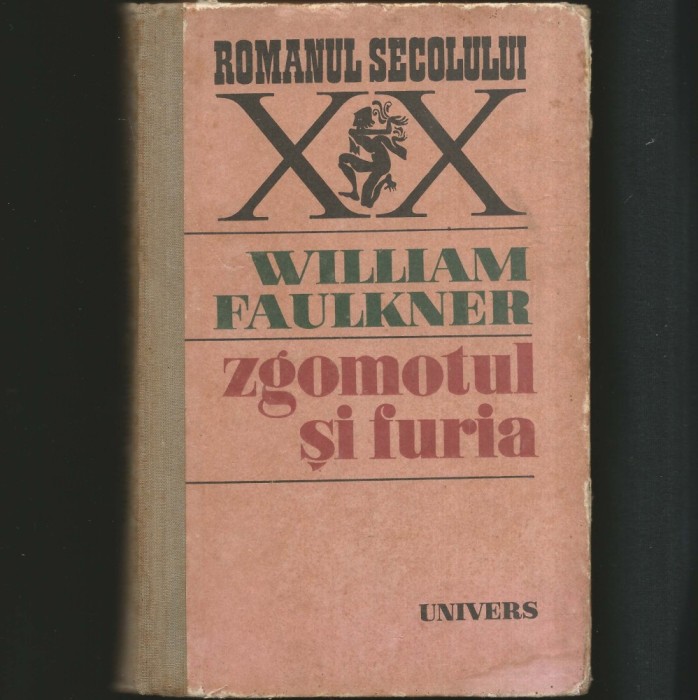 ROMANUL SECOLULUI
XX
WILLIAM
FAULKNER
zgomotul
și furia
UNIVERS